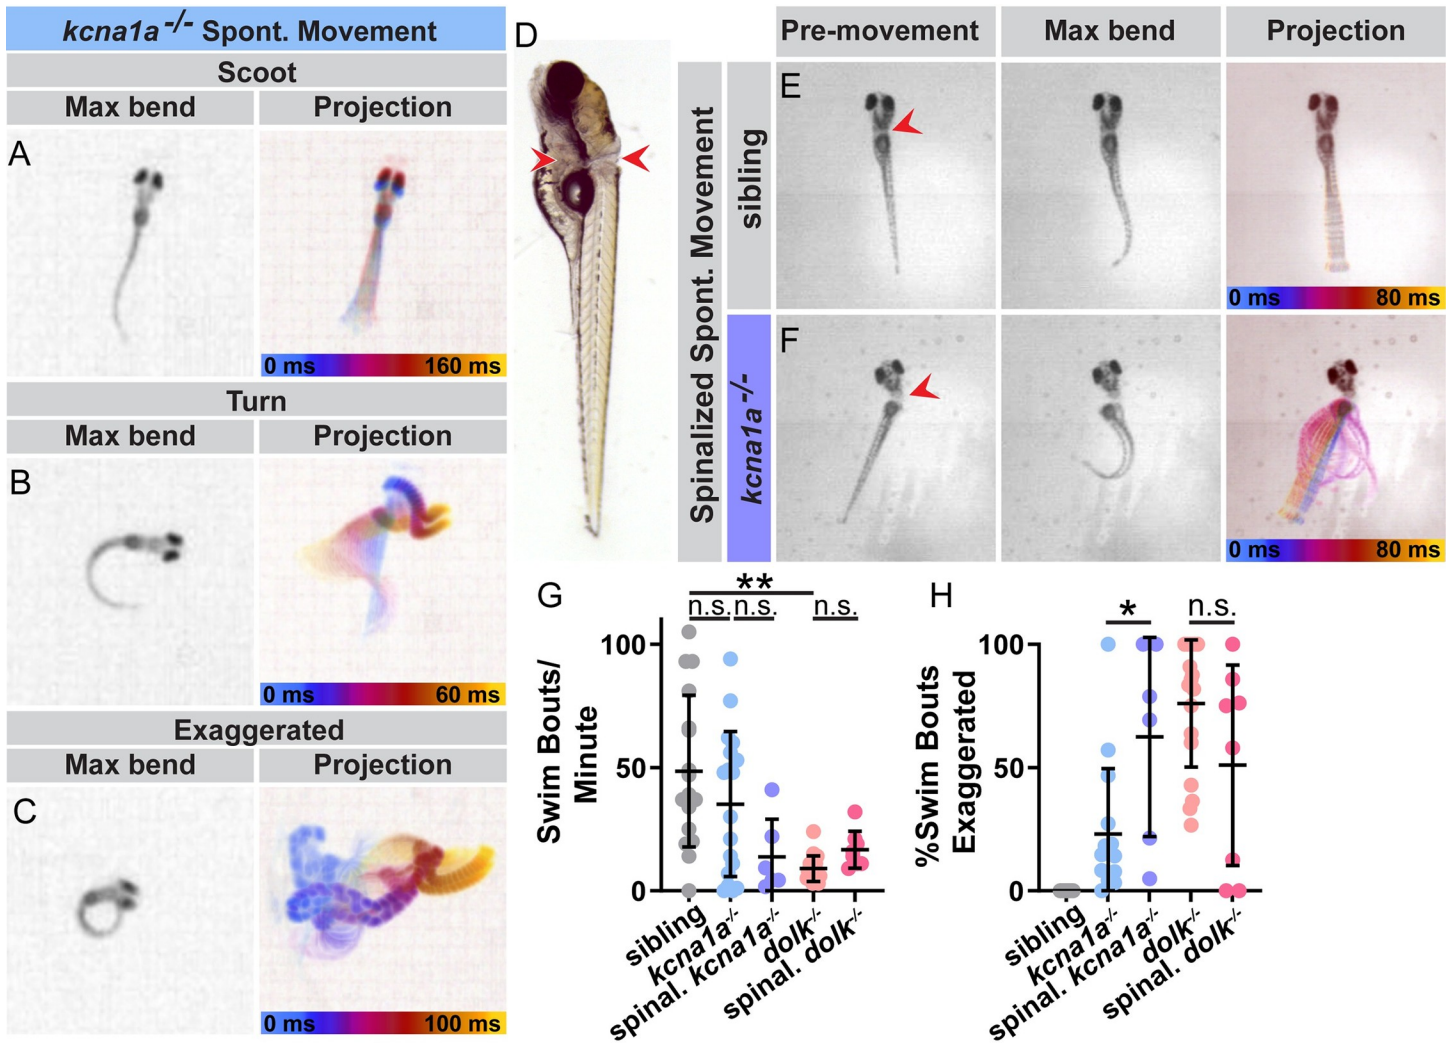 kcna1a-/- Spont. Movement
Scoot
Max bend
Projection
A
0 ms
160 ms
Turn
Max bend
Projection
B
0 ms
60 ms
Exaggerated
Max bend
Projection
C
0 ms
100 ms
D
Spinalized Spont. Movement
sibling
kcna1a-/-
Pre-movement
Max bend
Projection
E
0 ms
80 ms
F
0 ms
80 ms
G
**
n.s.
n.s.
n.s.
Swim Bouts/
Minute
100
50
0
sibling
kcna1a-/-
spinal. kcna1a-/-
dolk-/-
spinal. dolk-/-
H
*
n.s.
%Swim Bouts
Exaggerated
100
50
0
sibling
kcna1a-/-
spinal. kcna1a-/-
dolk-/-
spinal. dolk-/-